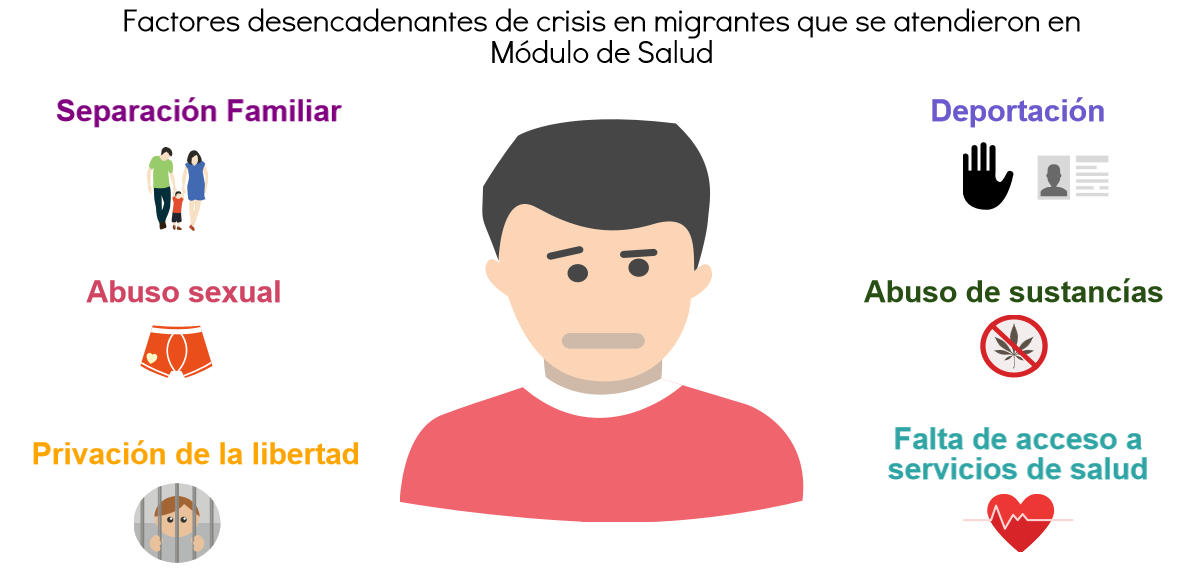 Factores desencadenantes de crisis en migrantes que se atendieron en
Módulo de Salud
Separación Familiar
Deportación
Abuso sexual
Abuso de sustancías
Privación de la libertad
Falta de acceso a
servicios de salud